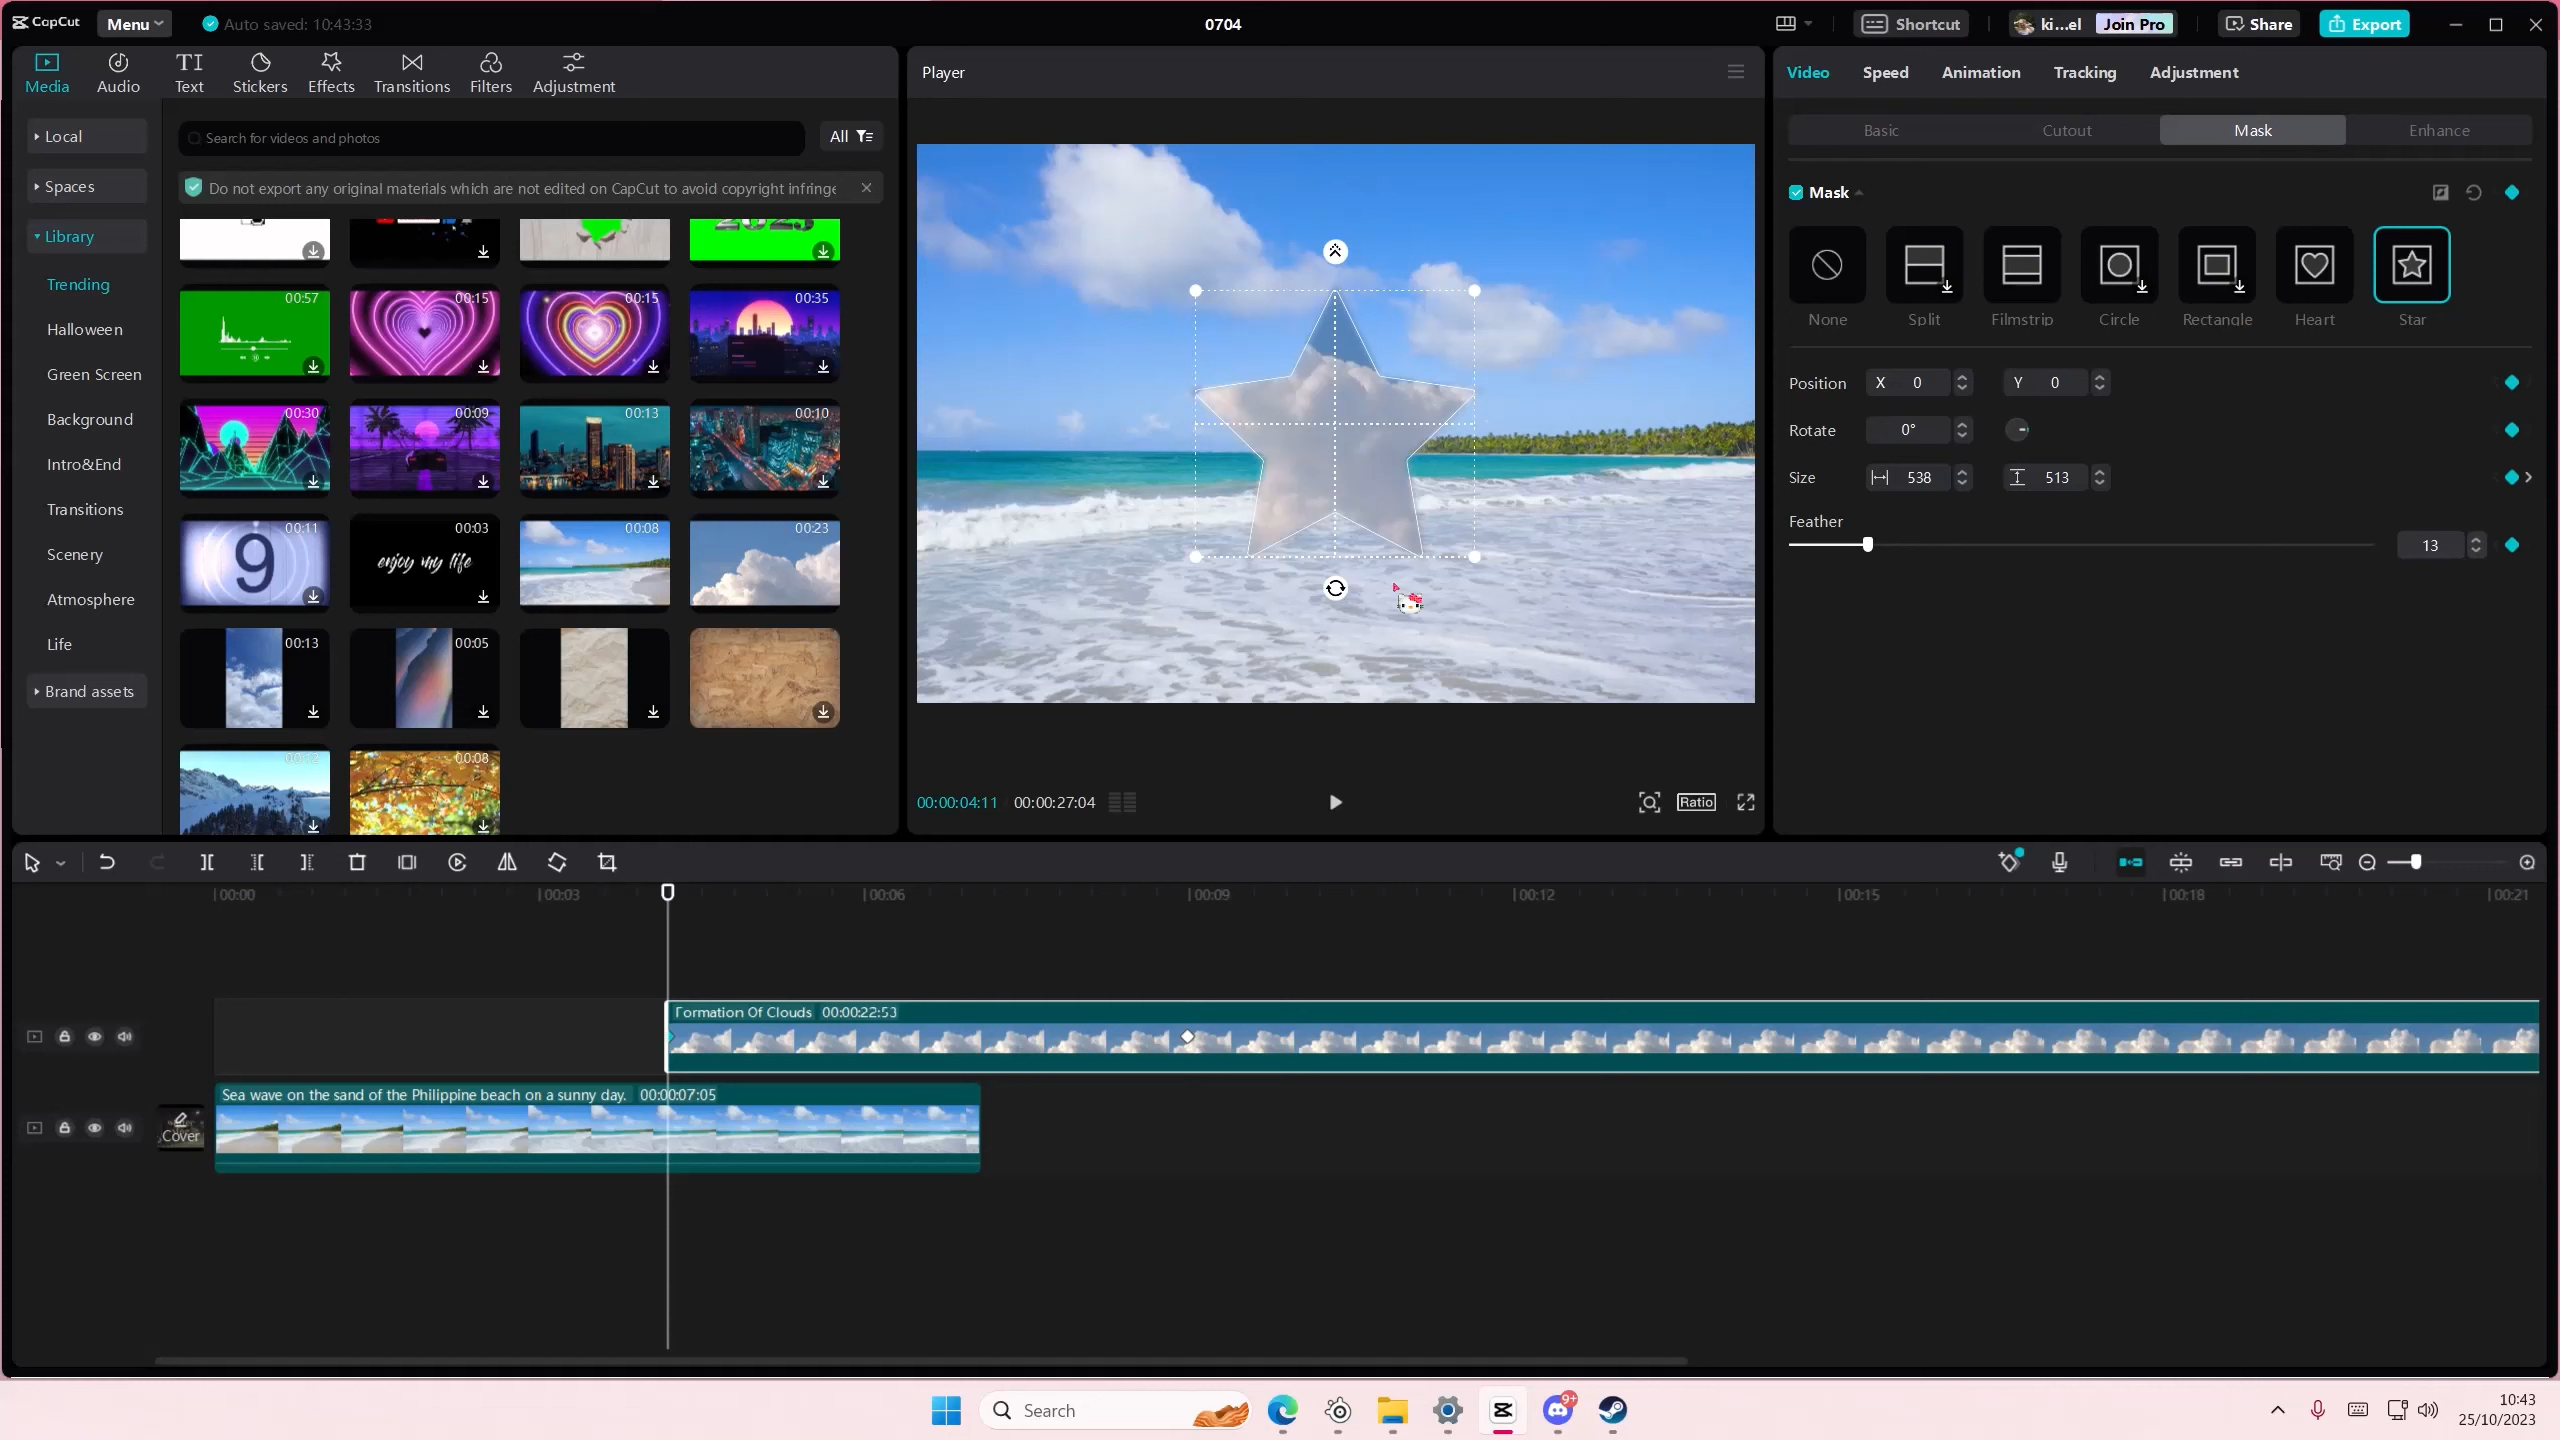 CapCut
Menu
Auto saved: 10:43:33
0704
Shortcut
ki...el
Join Pro
Share
Export
Media
Audio
Text
Stickers
Effects
Transitions
Filters
Adjustment
Player
Video
Speed
Animation
Tracking
Adjustment
Local
Spaces
Library
Trending
Halloween
Green Screen
Background
Intro&End
Transitions
Scenery
Atmosphere
Life
Brand assets
Search for videos and photos
All
Do not export any original materials which are not edited on CapCut to avoid copyright infringe
00:57
00:15
00:15
00:35
00:30
00:09
00:13
00:10
00:11
9
00:03
enjoy my life
00:08
00:23
00:13
00:05
00:12
00:08
00:00:04:11
00:00:27:04
Ratio
Basic
Cutout
Mask
Enhance
Mask
None
Split
Filmstrip
Circle
Rectangle
Heart
Star
Position
X 0
Y 0
Rotate
0°
Size
538
513
Feather
13
00:00
00:03
00:06
00:09
00:12
00:15
00:18
00:21
Formation Of Clouds 00:00:22:53
Sea wave on the sand of the Philippine beach on a sunny day. 00:00:07:05
Cover
Search
9+
10:43
25/10/2023